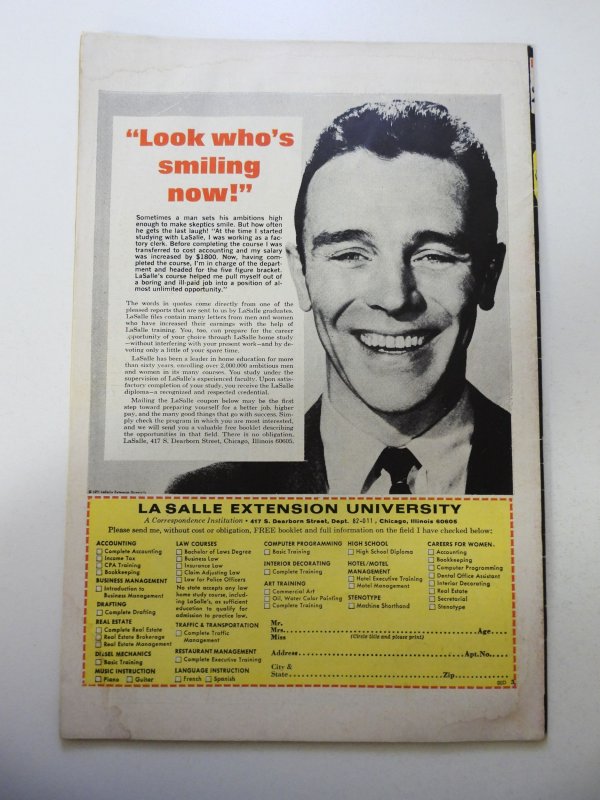 “Look who’s
smiling
now!”
Sometimes a man sets his ambitions high
enough to make skeptics smile. But how often
he gets the last laugh! “At the time I started
studying with LaSalle, I was working as a fac-
tory clerk. Before completing the course I was
transferred to cost accounting and my salary
was increased by $1800. Now, having com-
pleted the course, I’m in charge of the depart-
ment and headed for the five figure bracket.
LaSalle’s course helped me pull myself out of
a boring and ill-paid job into a position of al-
most unlimited opportunity.”
The words in quotes come directly from one of the
pleased reports that are sent to us by LaSalle graduates.
LaSalle files contain many letters from men and women
who have increased their earnings with the help of
LaSalle training. You, too, can prepare for the career
opportunity of your choice through LaSalle home study
—without interfering with your present work—and by de-
voting only a little of your spare time.
LaSalle has been a leader in home education for more
than sixty years, enrolling over 2,000,000 ambitious men
and women in its many courses. You study under the
supervision of LaSalle’s experienced faculty. Upon satis-
factory completion of your study, you receive the LaSalle
diploma—a recognized and respected credential.
Mailing the LaSalle coupon below may be the first
step toward preparing yourself for a better job, higher
pay, and the many good things that go with success. Sim-
ply check the program in which you are most interested,
and we will send you a valuable free booklet describing
the opportunities in that field. There is no obligation.
LaSalle, 417 S. Dearborn Street, Chicago, Illinois 60605.
LA SALLE EXTENSION UNIVERSITY
A Correspondence Institution • 417 S. Dearborn Street, Dept. 82-011, Chicago, Illinois 60605
Please send me, without cost or obligation, FREE booklet and full information on the field I have checked below:
ACCOUNTING
Complete Accounting
Income Tax
CPA Training
Bookkeeping
BUSINESS MANAGEMENT
Introduction to
Business Management
DRAFTING
Complete Drafting
REAL ESTATE
Complete Real Estate
Real Estate Brokerage
Real Estate Management
DIESEL MECHANICS
Basic Training
MUSIC INSTRUCTION
Piano Guitar
LAW COURSES
Bachelor of Laws Degree
Business Law
Insurance Law
Claim Adjusting Law
Law for Police Officers
No state accepts any law
home study course, includ-
ing LaSalle’s, as sufficient
education to qualify for
admission to practice law.
TRAFFIC & TRANSPORTATION
Complete Traffic
Management
RESTAURANT MANAGEMENT
Complete Executive Training
LANGUAGE INSTRUCTION
French Spanish
COMPUTER PROGRAMMING
Basic Training
INTERIOR DECORATING
Complete Training
ART TRAINING
Commercial Art
Oil, Water Color Painting
Complete Training
HIGH SCHOOL
High School Diploma
HOTEL/MOTEL
MANAGEMENT
Hotel Executive Training
Motel Management
STENOTYPE
Machine Shorthand
CAREERS FOR WOMEN
Accounting
Bookkeeping
Computer Programming
Dental Office Assistant
Interior Decorating
Real Estate
Secretarial
Stenotype
Mr.
Mrs. Age
Miss (Circle title and please print)
Address Apt.No.
City &
State Zip